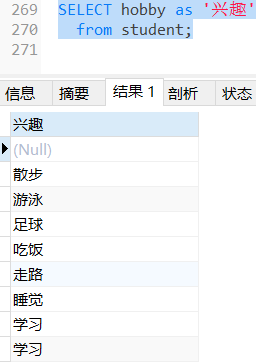 269 SELECT hobby as '兴趣'
270 from student;
271
信息 摘要 结果 1 剖析 状态
兴趣
(Null)
散步
游泳
足球
吃饭
走路
睡觉
学习
学习